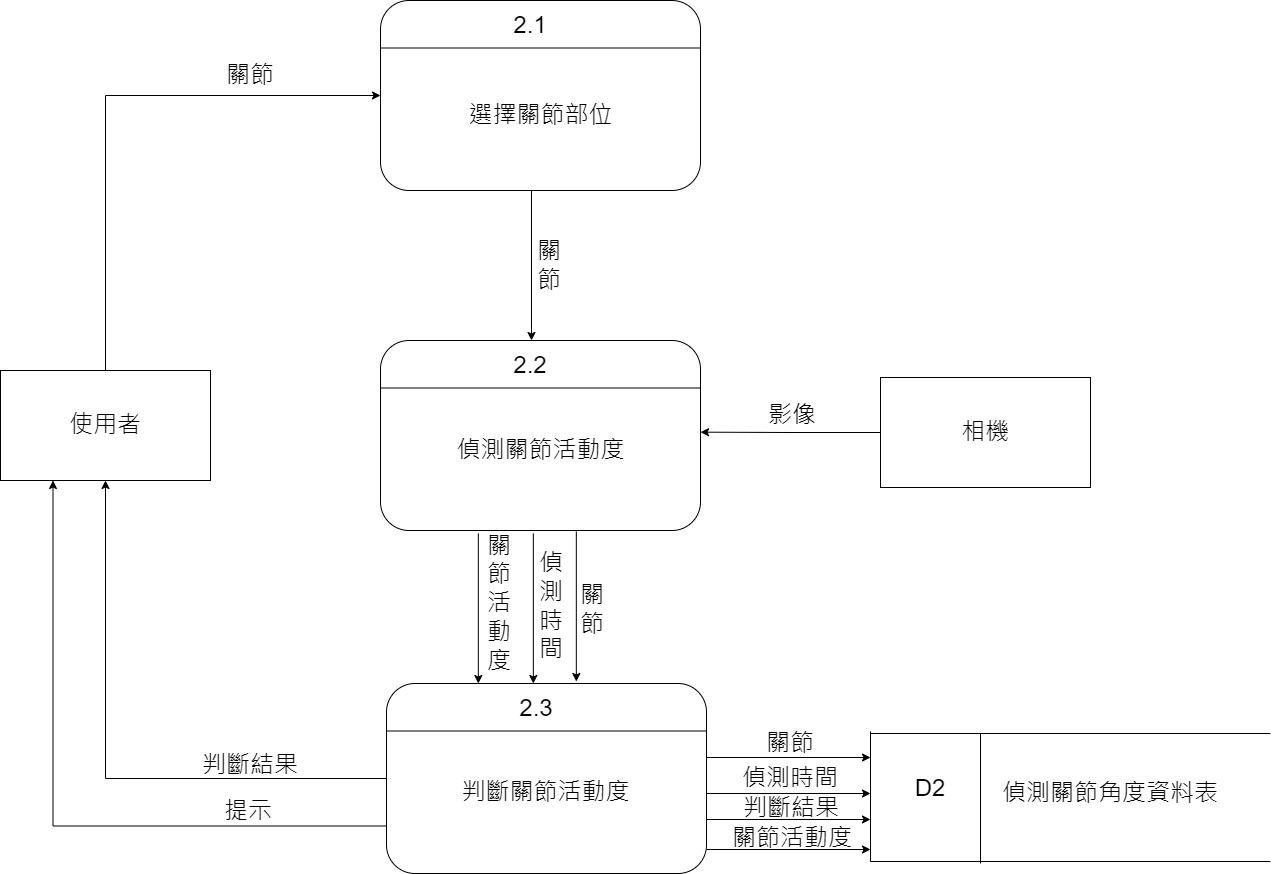 2.1
關節
選擇關節部位
關節
2.2
使用者
偵測關節活動度
影像
相機
關節活動度
偵測時間
關節
2.3
判斷結果
提示
判斷關節活動度
關節
偵測時間
判斷結果
關節活動度
D2
偵測關節角度資料表